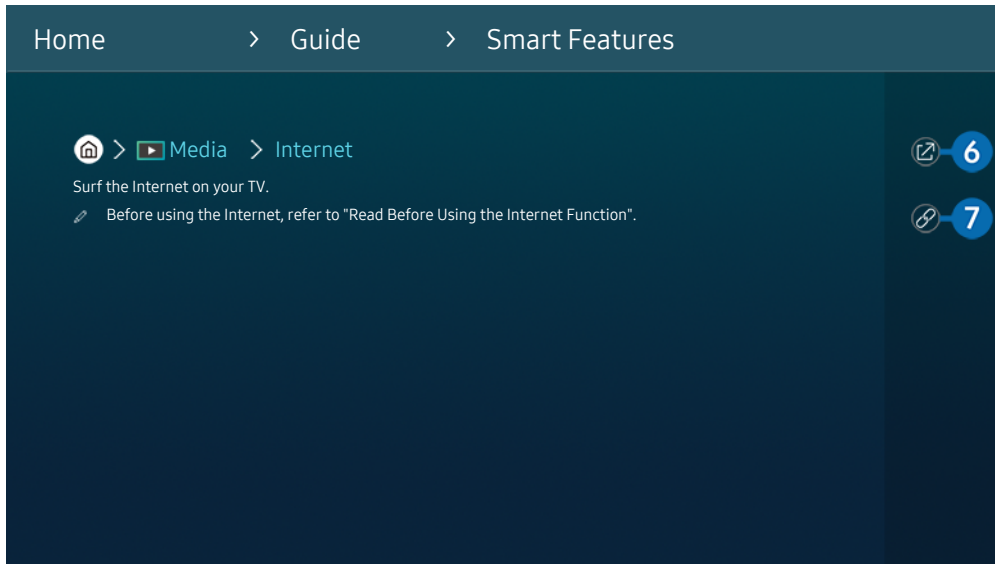 Home > Guide > Smart Features
> Media > Internet
6
Surf the Internet on your TV.
Before using the Internet, refer to "Read Before Using the Internet Function".
7